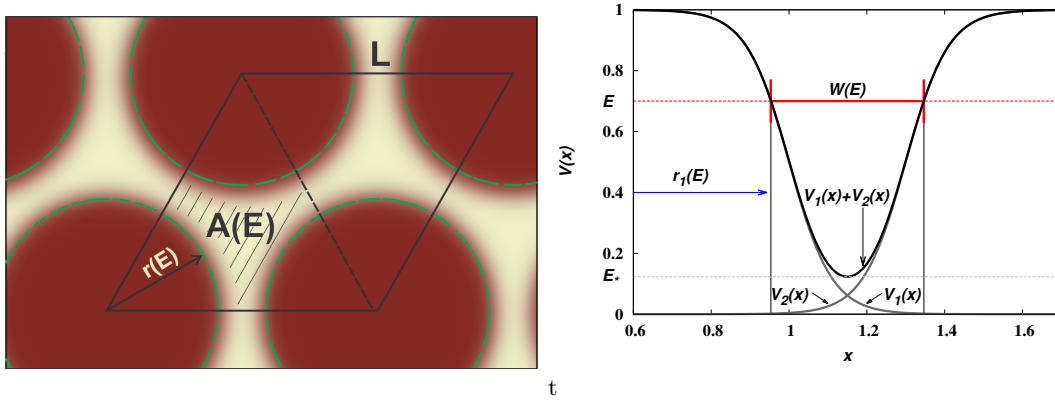 L
A(E)
r(E)
V(x)
1
0.8
E
0.6
0.4
0.2
E*
0
W(E)
r1(E)
V1(x)+V2(x)
V2(x)
V1(x)
0.6
0.8
1
1.2
1.4
1.6
x
t